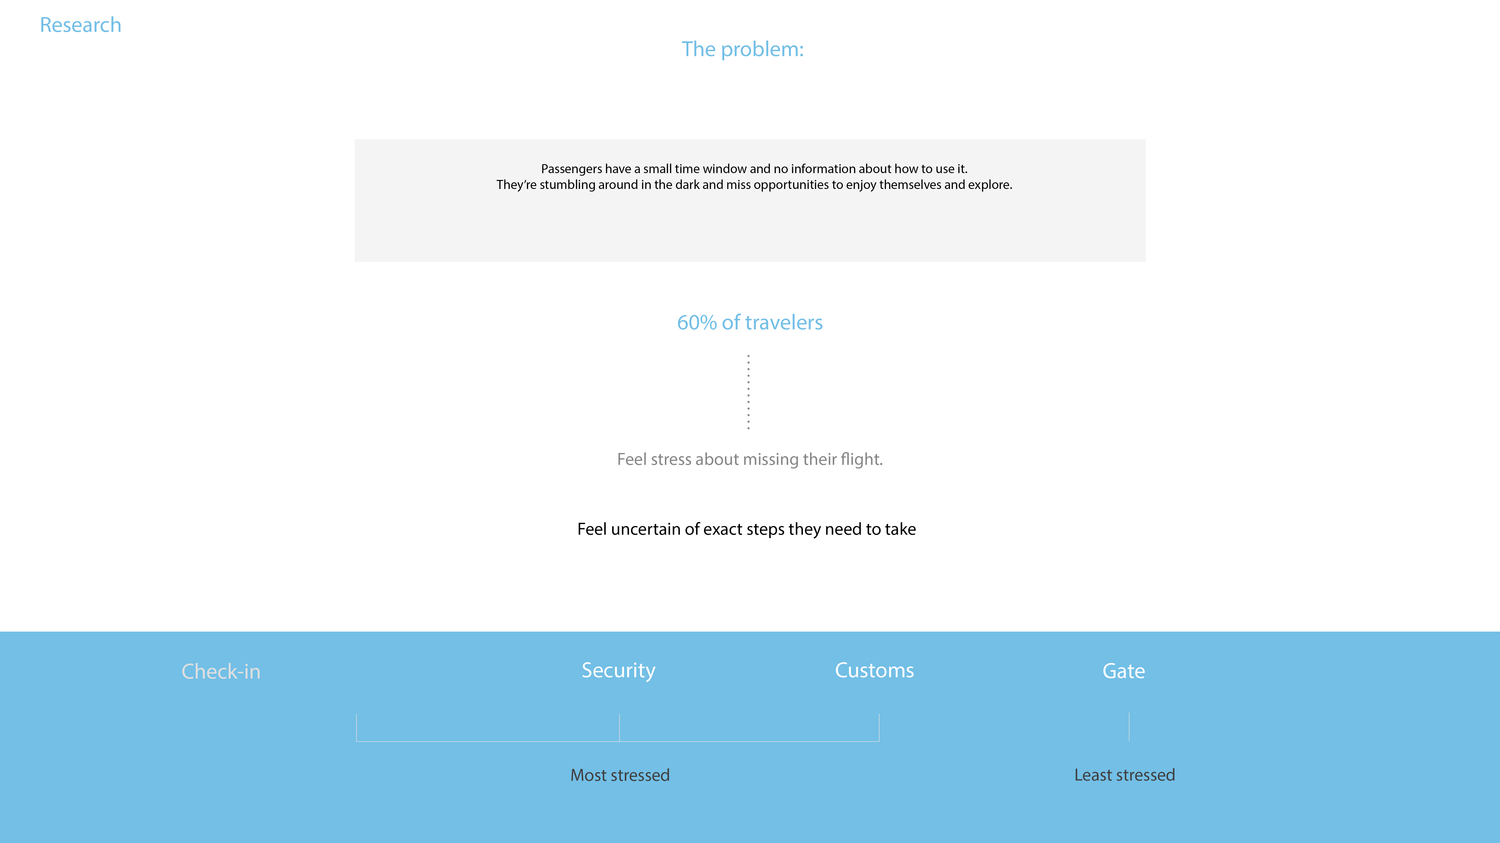 Research
The problem:
Passengers have a small time window and no information about how to use it.
They’re stumbling around in the dark and miss opportunities to enjoy themselves and explore.
60% of travelers
Feel stress about missing their flight.
Feel uncertain of exact steps they need to take
Check-in
Security
Customs
Gate
Most stressed
Least stressed